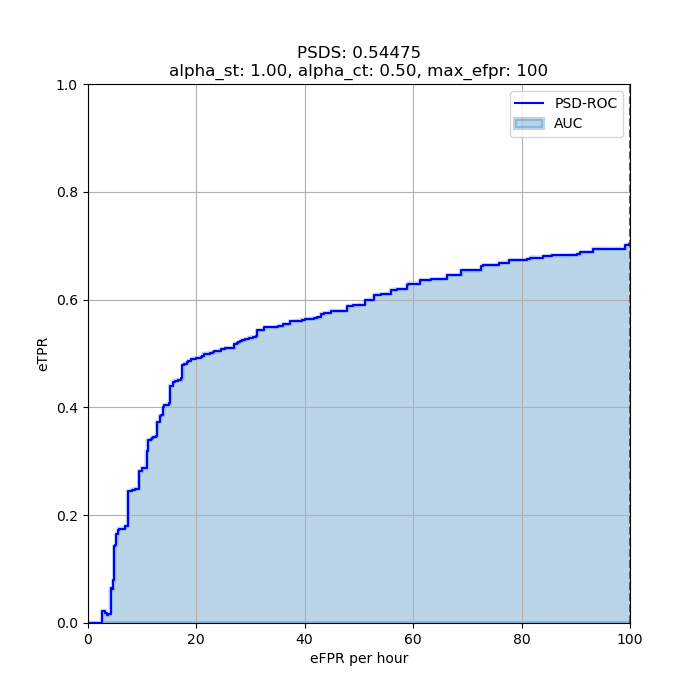 PSDS: 0.54475
alpha_st: 1.00, alpha_ct: 0.50, max_efpr: 100
PSD-ROC
AUC
1.0
0.8
0.6
0.4
0.2
0.0
eTPR
0 20 40 60 80 100
eFPR per hour